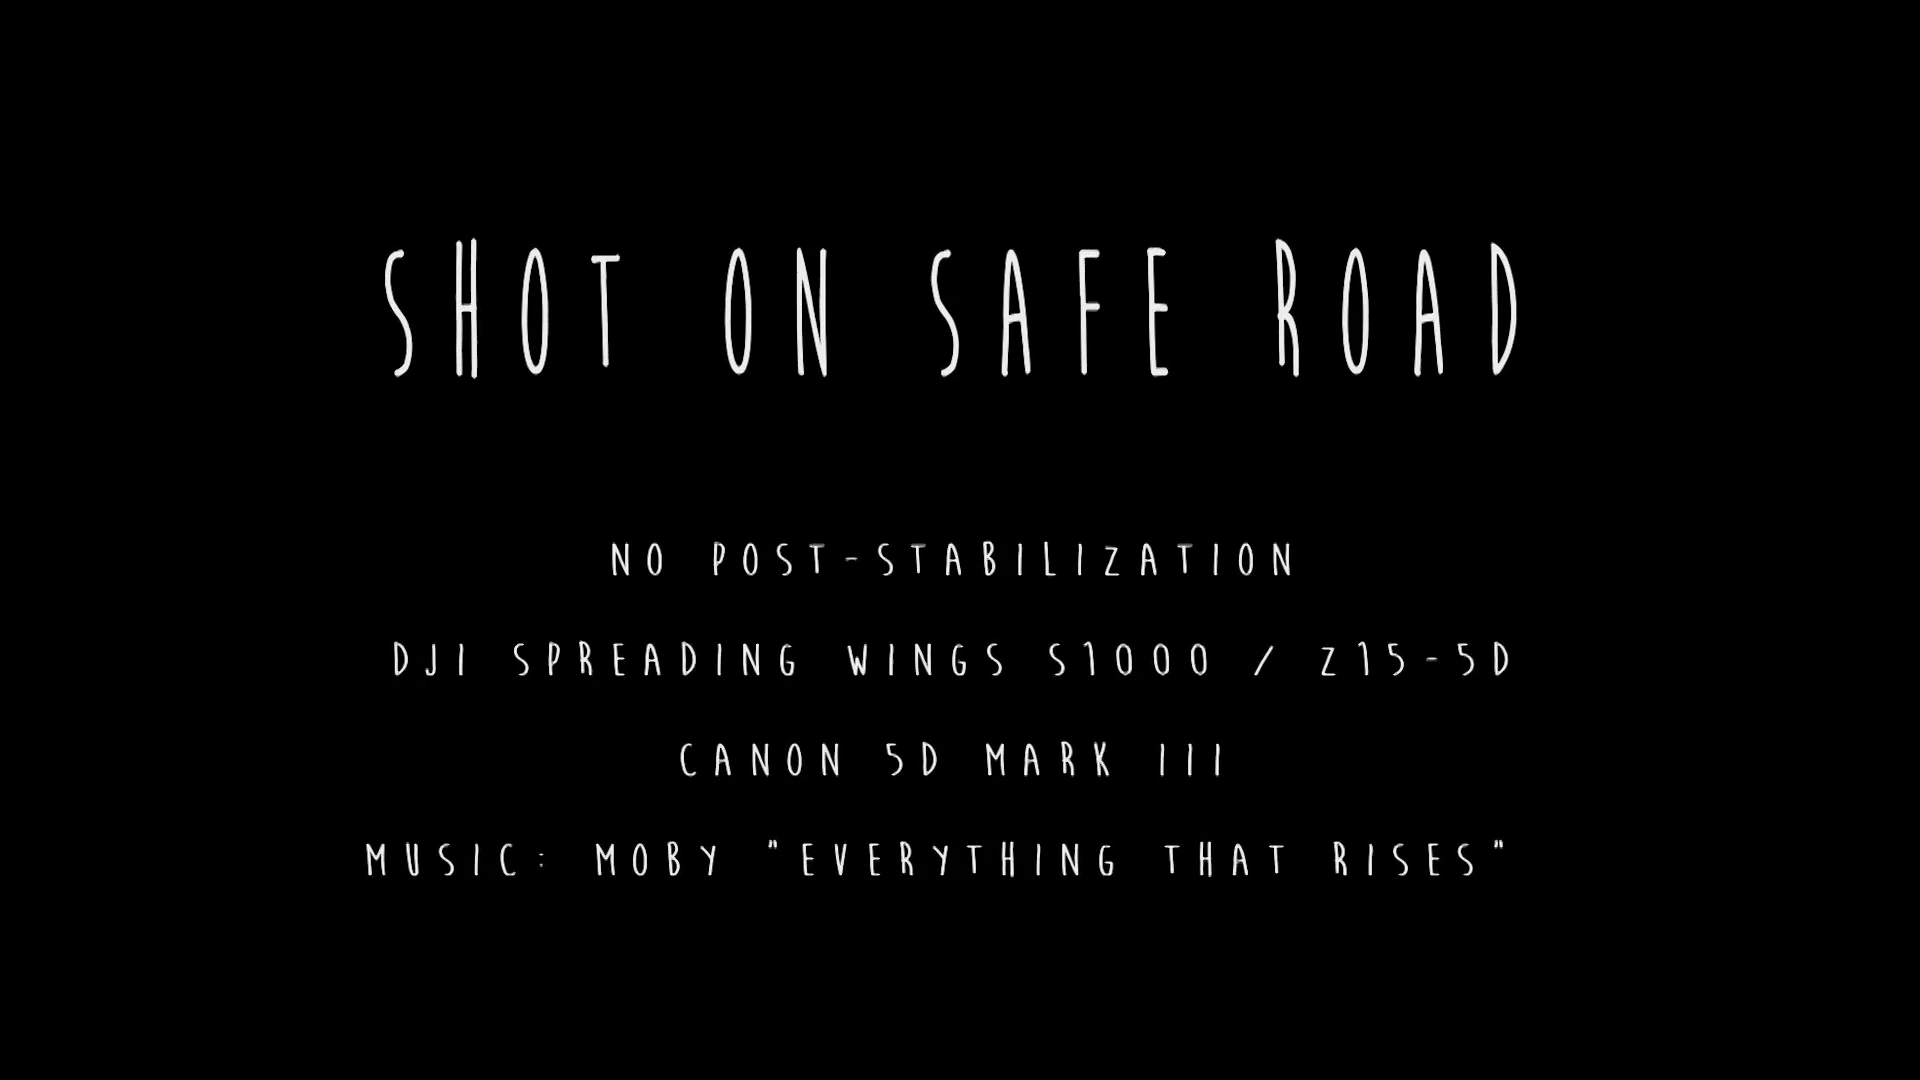 SHOT ON SAFE ROAD
NO POST-STABILIZATION
DJI SPREADING WINGS S1000 / Z15-5D
CANON 5D MARK III
MUSIC: MOBY "EVERYTHING THAT RISES"